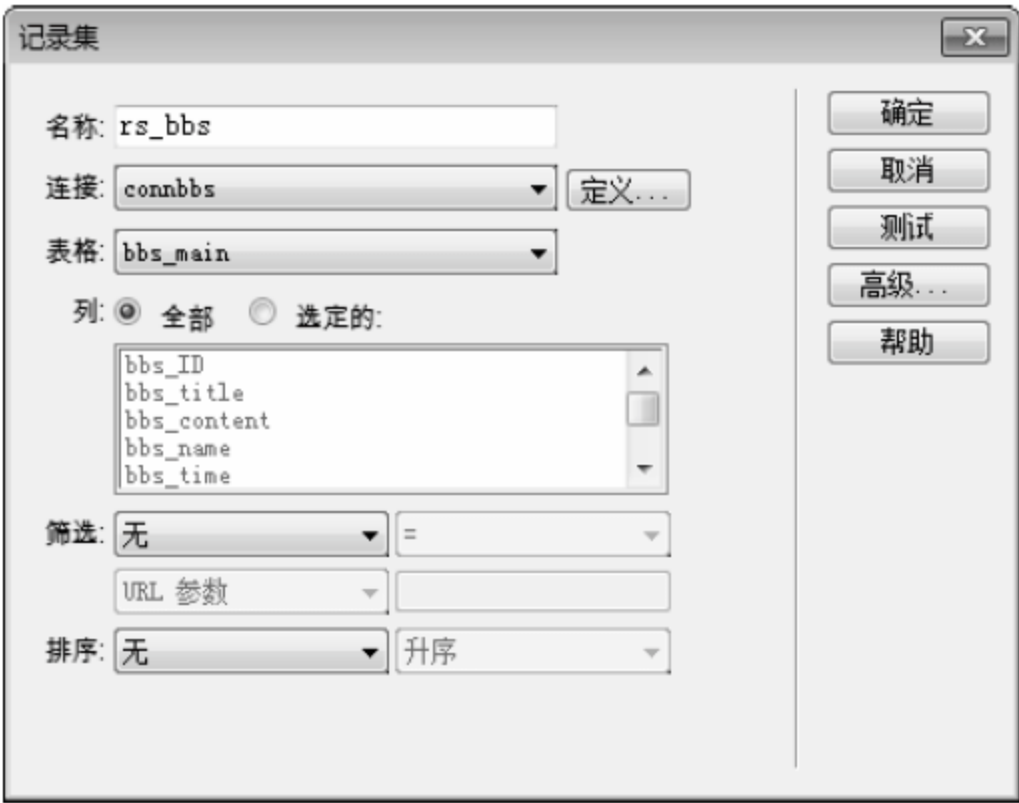 记录集
名称: rs_bbs
连接: connbbs 定义...
表格: bbs_main
列: 全部 选定的:
bbs_ID
bbs_title
bbs_content
bbs_name
bbs_time
筛选: 无 =
URL 参数
排序: 无 升序
确定
取消
测试
高级...
帮助